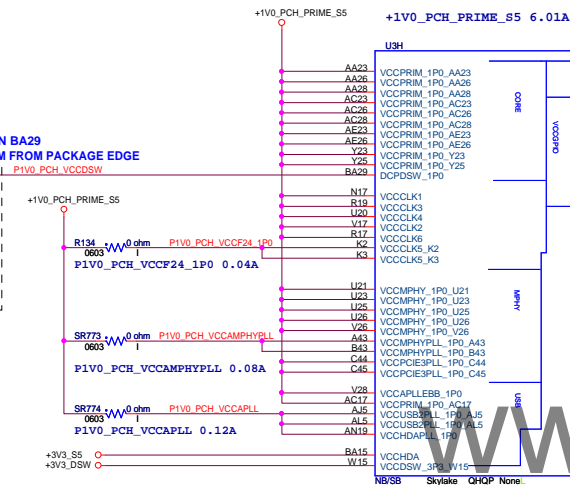 +1V0_PCH_PRIME_S5
+1V0_PCH_PRIME_S5 6.01A
U3H
AA23 VCCPRIM_1P0_AA23
AA26 VCCPRIM_1P0_AA26
AA28 VCCPRIM_1P0_AA28
AC23 VCCPRIM_1P0_AC23
AC26 VCCPRIM_1P0_AC26
AC28 VCCPRIM_1P0_AC28
AE23 VCCPRIM_1P0_AE23
AE26 VCCPRIM_1P0_AE26
Y23 VCCPRIM_1P0_Y23
Y25 VCCPRIM_1P0_Y25
BA29 DCPDSW_1P0
CORE
VCCGPIO
N BA29
M FROM PACKAGE EDGE
P1V0_PCH_VCCDSW
+1V0_PCH_PRIME_S5
N17 VCCCLK1
R19 VCCCLK3
U20 VCCCLK4
V17 VCCCLK2
R17 VCCCLK6
K2 VCCCLK5_K2
K3 VCCCLK5_K3
R134 0 ohm P1V0_PCH_VCCF24_1P0
0603 I
P1V0_PCH_VCCF24_1P0 0.04A
U21 VCCMPHY_1P0_U21
U23 VCCMPHY_1P0_U23
U25 VCCMPHY_1P0_U25
U26 VCCMPHY_1P0_U26
V26 VCCMPHY_1P0_V26
A43 VCCMPHYPLL_1P0_A43
B43 VCCMPHYPLL_1P0_B43
C44 VCCPCIE3PLL_1P0_C44
C45 VCCPCIE3PLL_1P0_C45
MPHY
SR773 0 ohm P1V0_PCH_VCCAMPHYPLL
0603 I
P1V0_PCH_VCCAMPHYPLL 0.08A
V28 VCCAPLLEBB_1P0
AC17 VCCPRIM_1P0_AC17
AJ5 VCCUSB2PLL_1P0_AJ5
AL5 VCCUSB2PLL_1P0_AL5
AN19 VCCHDAPLL_1P0
USB
SR774 0 ohm P1V0_PCH_VCCAPLL
0603 I
P1V0_PCH_VCCAPLL 0.12A
+3V3_S5 BA15 VCCHDA
+3V3_DSW W15 VCCDSW_3P3_W15
NB/SB Skylake QHQP None